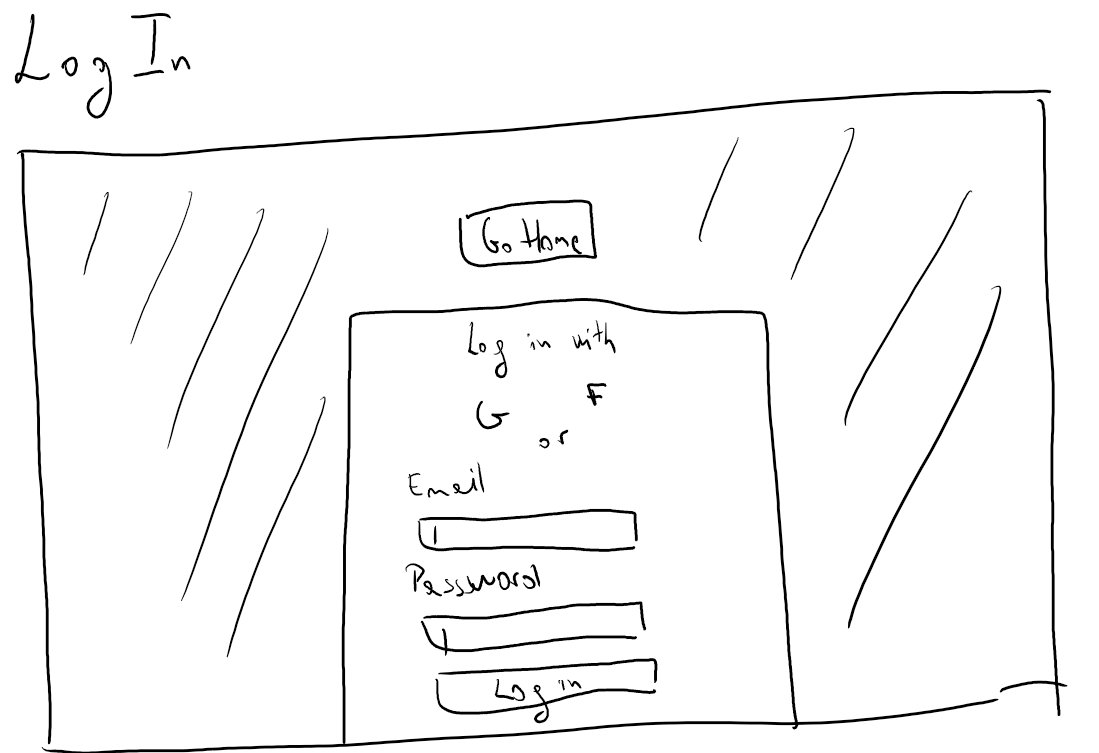 Log In
Go Home
Log in with
G F
or
Email
Password
Log in